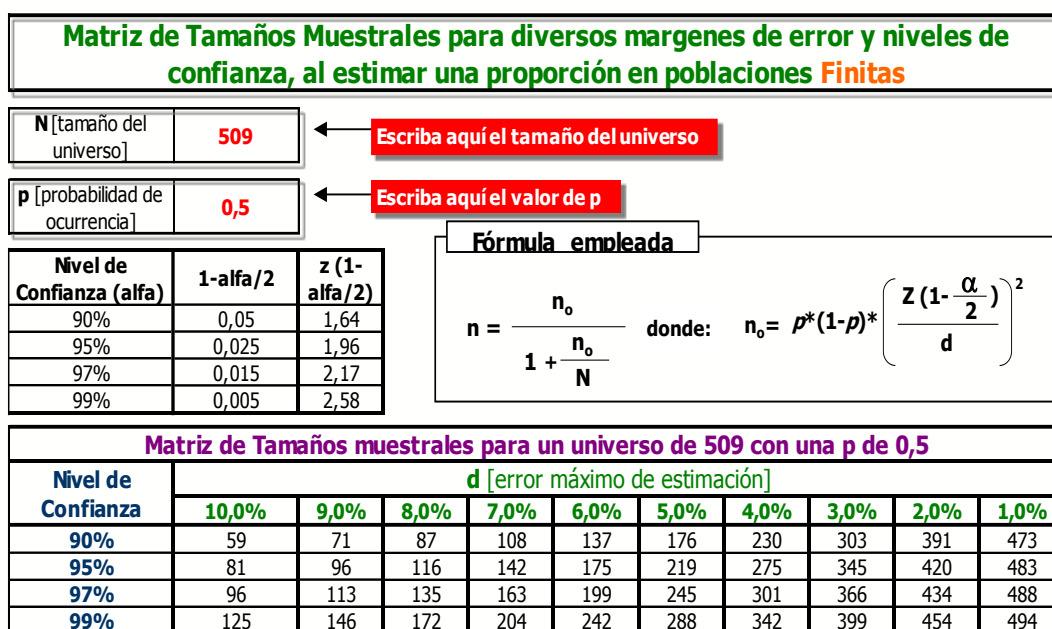 Matriz de Tamaños Muestrales para diversos margenes de error y niveles de
confianza, al estimar una proporción en poblaciones Finitas
N [tamaño del
universo]
509
Escriba aquí el tamaño del universo
p [probabilidad de
ocurrencia]
0,5
Escriba aquí el valor de p
Nivel de
Confianza (alfa)
1-alfa/2
z (1-
alfa/2)
90% 0,05 1,64
95% 0,025 1,96
97% 0,015 2,17
99% 0,005 2,58
Fórmula empleada
n = n₀ / (1 + n₀/N) donde: n₀= p*(1-p)* ( Z (1- α/2 ) / d )²
Matriz de Tamaños muestrales para un universo de 509 con una p de 0,5
Nivel de
Confianza
d [error máximo de estimación]
10,0% 9,0% 8,0% 7,0% 6,0% 5,0% 4,0% 3,0% 2,0% 1,0%
90% 59 71 87 108 137 176 230 303 391 473
95% 81 96 116 142 175 219 275 345 420 483
97% 96 113 135 163 199 245 301 366 434 488
99% 125 146 172 204 242 288 342 399 454 494